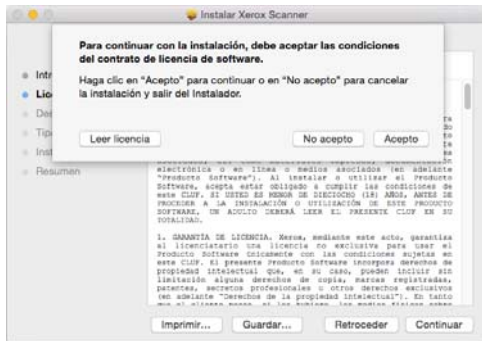 Instalar Xerox Scanner
Para continuar con la instalación, debe aceptar las condiciones
del contrato de licencia de software.
Haga clic en “Acepto” para continuar o en “No acepto” para cancelar
la instalación y salir del Instalador.
Leer licencia
No acepto
Acepto
Intr
Lic
Des
Tip
Inst
Resumen
electrónica o en línea o medios asociados (en adelante
"Producto Software"). Al instalar o utilizar el Producto
Software, acepta estar obligado a cumplir las condiciones de
este CLUF. SI USTED ES MENOR DE DIECIOCHO (18) AÑOS, ANTES DE
PROCEDER A LA INSTALACIÓN O UTILIZACIÓN DE ESTE PRODUCTO
SOFTWARE, UN ADULTO DEBERÁ LEER EL PRESENTE CLUF EN SU
TOTALIDAD.
1. GARANTÍA DE LICENCIA. Xerox, mediante este acto, garantiza
al licenciatario una licencia no exclusiva para usar el
Producto Software únicamente con las condiciones sujetas en
este CLUF. El presente Producto Software incorpora derechos de
propiedad intelectual que, en su caso, pueden incluir sin
limitación alguna derechos de copia, marcas registradas,
patentes, secretos profesionales u otros derechos exclusivos
(en adelante "Derechos de la propiedad intelectual"). En tanto
Imprimir...
Guardar...
Retroceder
Continuar